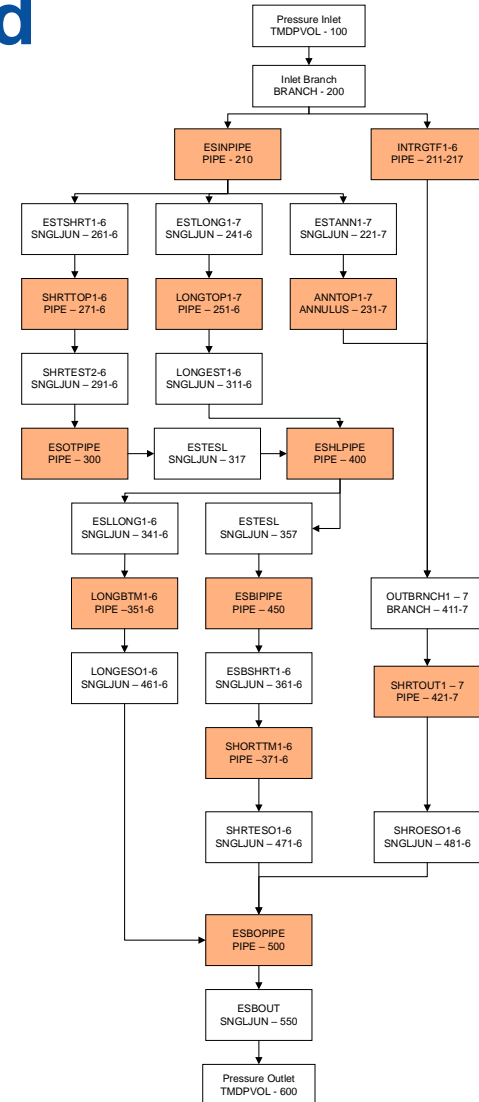 d
Pressure Inlet
TMDPVOL - 100
Inlet Branch
BRANCH - 200
ESINPIPE
PIPE - 210
INTRGTF1-6
PIPE – 211-217
ESTSHRT1-6
SNGLJUN – 261-6
ESTLONG1-7
SNGLJUN – 241-6
ESTANN1-7
SNGLJUN – 221-7
SHRTTOP1-6
PIPE – 271-6
LONGTOP1-7
PIPE – 251-6
ANNTOP1-7
ANNULUS – 231-7
SHRTEST2-6
SNGLJUN – 291-6
LONGEST1-6
SNGLJUN – 311-6
ESOTPIPE
PIPE – 300
ESTESL
SNGLJUN – 317
ESHLPIPE
PIPE – 400
ESLLONG1-6
SNGLJUN – 341-6
ESTESL
SNGLJUN – 357
LONGBTM1-6
PIPE –351-6
ESBIPIPE
PIPE – 450
OUTBRNCH1 – 7
BRANCH – 411-7
LONGESO1-6
SNGLJUN – 461-6
ESBSHRT1-6
SNGLJUN – 361-6
SHRTOUT1 – 7
PIPE – 421-7
SHORTTM1-6
PIPE –371-6
SHRTESO1-6
SNGLJUN – 471-6
SHROESO1-6
SNGLJUN – 481-6
ESBOPIPE
PIPE – 500
ESBOUT
SNGLJUN – 550
Pressure Outlet
TMDPVOL - 600